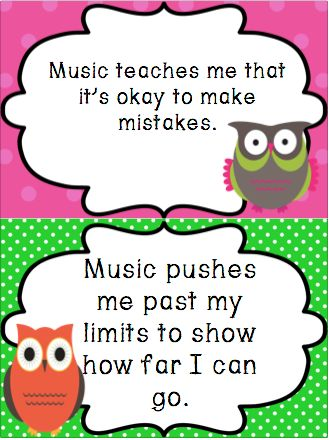 Music teaches me that
it's okay to make
mistakes.
Music pushes
me past my
limits to show
how far I can
go.